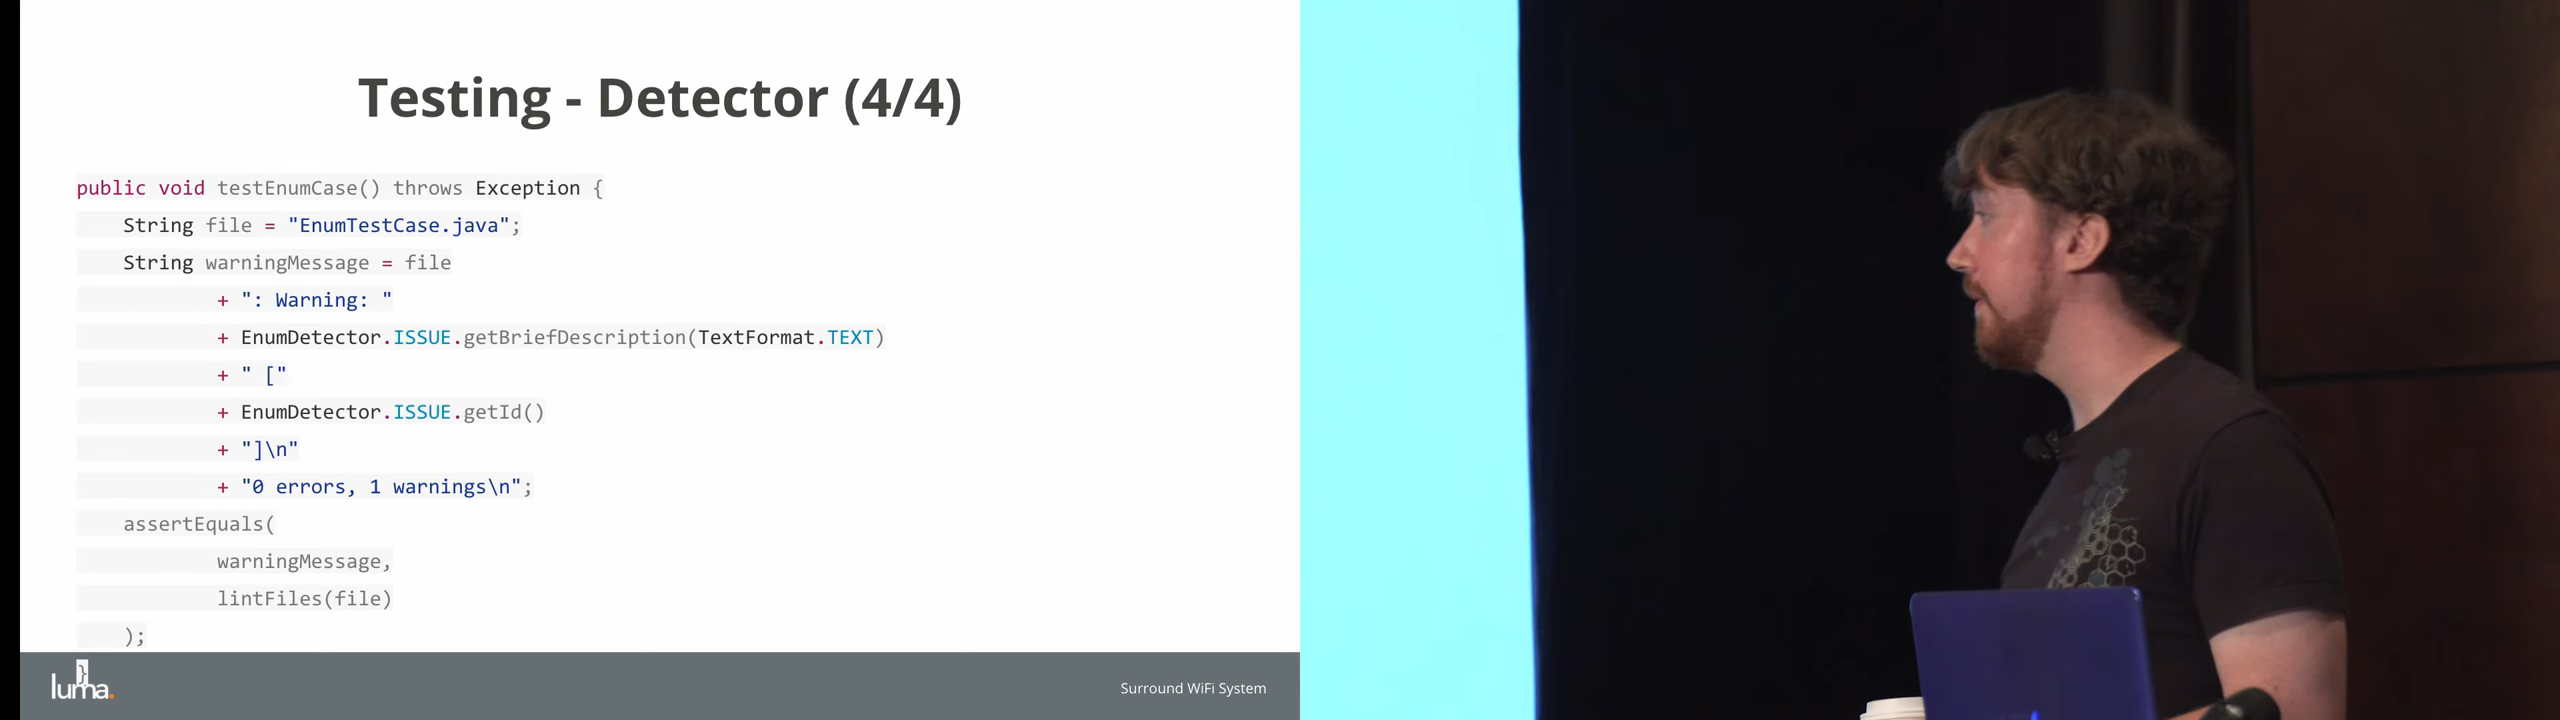 Testing - Detector (4/4)
public void testEnumCase() throws Exception {
    String file = "EnumTestCase.java";
    String warningMessage = file
            + ": Warning: "
            + EnumDetector.ISSUE.getBriefDescription(TextFormat.TEXT)
            + " ["
            + EnumDetector.ISSUE.getId()
            + "]\n"
            + "0 errors, 1 warnings\n";
    assertEquals(
            warningMessage,
            lintFiles(file)
    );
}
luma.
Surround WiFi System